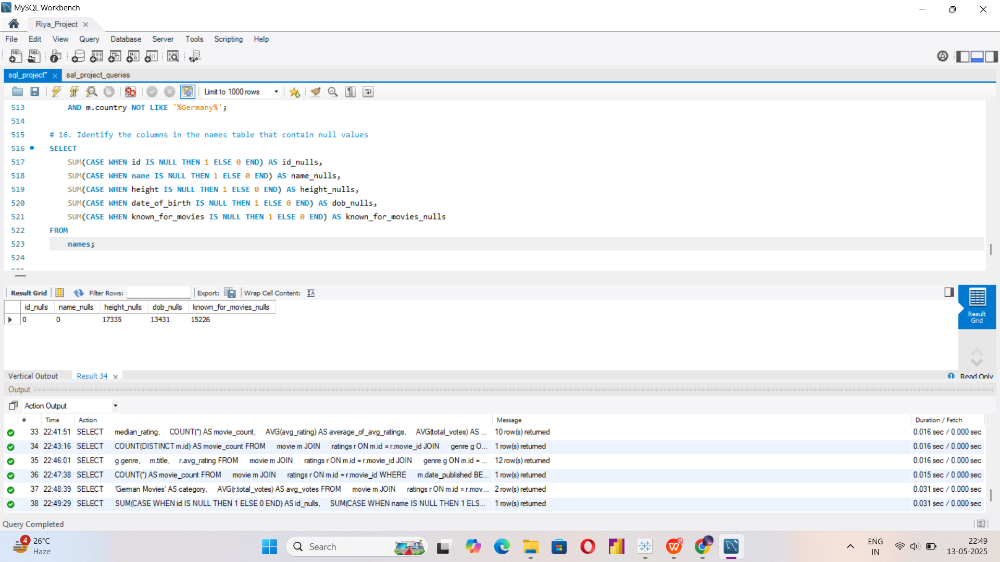 MySQL Workbench
Riya_Project
File Edit View Query Database Server Tools Scripting Help
sql_project* sal_project_queries
Limit to 1000 rows
513 AND m.country NOT LIKE '%Germany%';
514
515 # 16. Identify the columns in the names table that contain null values
516 SELECT
517 SUM(CASE WHEN id IS NULL THEN 1 ELSE 0 END) AS id_nulls,
518 SUM(CASE WHEN name IS NULL THEN 1 ELSE 0 END) AS name_nulls,
519 SUM(CASE WHEN height IS NULL THEN 1 ELSE 0 END) AS height_nulls,
520 SUM(CASE WHEN date_of_birth IS NULL THEN 1 ELSE 0 END) AS dob_nulls,
521 SUM(CASE WHEN known_for_movies IS NULL THEN 1 ELSE 0 END) AS known_for_movies_nulls
522 FROM
523 names;
524
Result Grid Filter Rows: Export: Wrap Cell Content:
id_nulls name_nulls height_nulls dob_nulls known_for_movies_nulls
0 0 17335 13431 15226
Result
Grid
Vertical Output Result 34 Read Only
Output
Action Output
# Time Action Message Duration / Fetch
33 22:41:51 SELECT median_rating, COUNT(*) AS movie_count, AVG(avg_rating) AS average_of_avg_ratings, AVG(total_votes) AS ... 10 row(s) returned 0.016 sec / 0.000 sec
34 22:43:16 SELECT COUNT(DISTINCT m.id) AS movie_count FROM movie m JOIN ratings r ON m.id = r.movie_id JOIN genre g O... 1 row(s) returned 0.016 sec / 0.000 sec
35 22:46:01 SELECT g.genre, m.title, r.avg_rating FROM movie m JOIN ratings r ON m.id = r.movie_id JOIN genre g ON m.id = ... 12 row(s) returned 0.016 sec / 0.000 sec
36 22:47:38 SELECT COUNT(*) AS movie_count FROM movie m JOIN ratings r ON m.id = r.movie_id WHERE m.date_published BE... 1 row(s) returned 0.015 sec / 0.000 sec
37 22:48:39 SELECT 'German Movies' AS category, AVG(r.total_votes) AS avg_votes FROM movie m JOIN ratings r ON m.id = r.mov... 2 row(s) returned 0.031 sec / 0.000 sec
38 22:49:29 SELECT SUM(CASE WHEN id IS NULL THEN 1 ELSE 0 END) AS id_nulls, SUM(CASE WHEN name IS NULL THEN 1 ELS... 1 row(s) returned 0.031 sec / 0.000 sec
Query Completed
4 26°C
Haze
Search
ENG
IN
22:49
13-05-2025